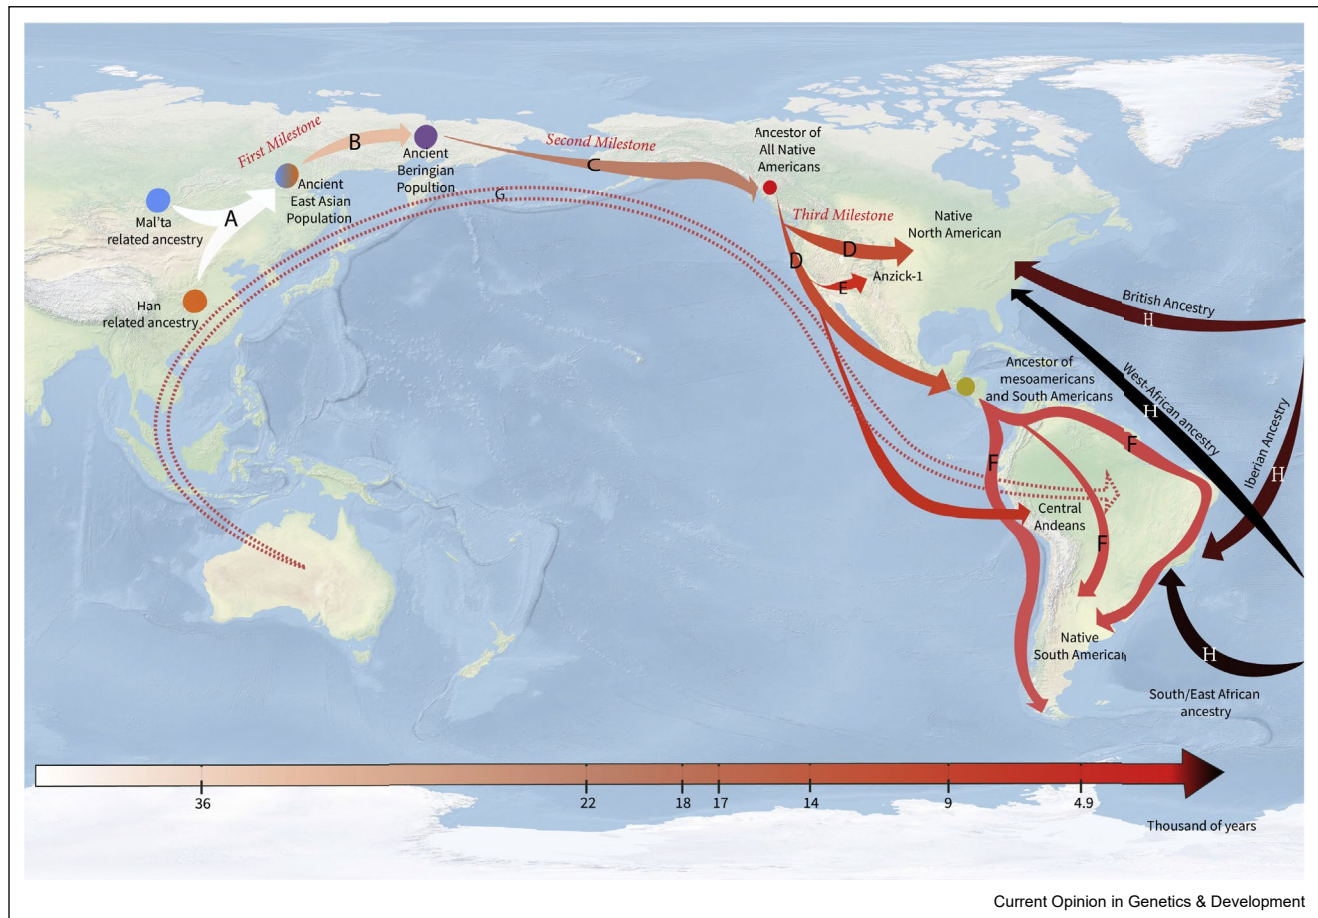 First Milestone
B
Ancient
Beringian
Popultion
Second Milestone
C
Ancestor of
All Native
Americans
Ancient
East Asian
Population
G
A
Mal'ta
related ancestry
Third Milestone
Native
North American
D
D
Anzick-1
E
Han
related ancestry
British Ancestry
H
Ancestor of
mesoamericans
and South Americans
West-African ancestry
H
Iberian Ancestry
H
F
F
F
Central
Andeans
Native
South American
H
South/East African
ancestry
36
22
18
17
14
9
4.9
Thousand of years
Current Opinion in Genetics & Development